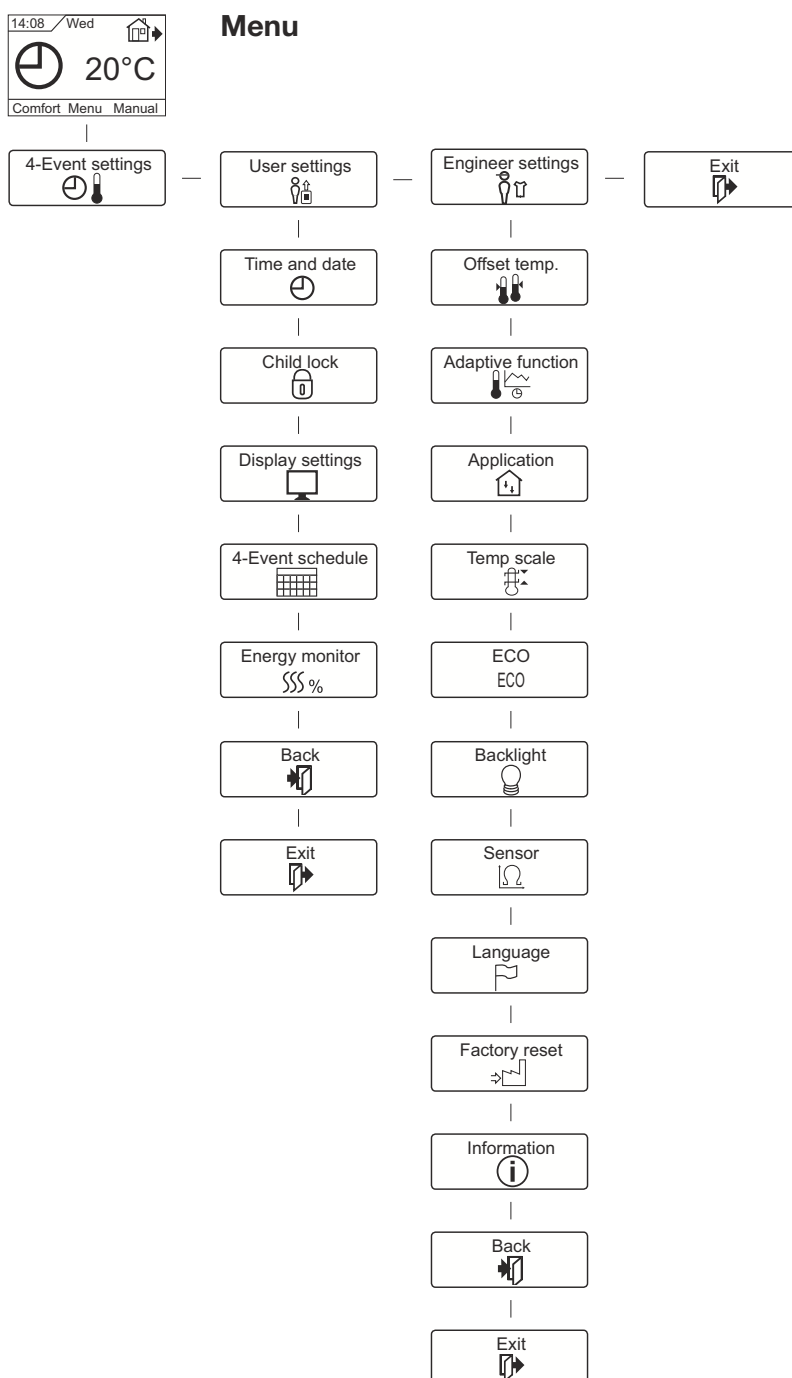 14:08 Wed
20°C
Comfort Menu Manual
Menu
4-Event settings
User settings
Engineer settings
Exit
Time and date
Child lock
Display settings
4-Event schedule
Energy monitor
%
Back
Exit
Offset temp.
Adaptive function
Application
Temp scale
ECO
ECO
Backlight
Sensor
Ω
Language
Factory reset
Information
i
Back
Exit